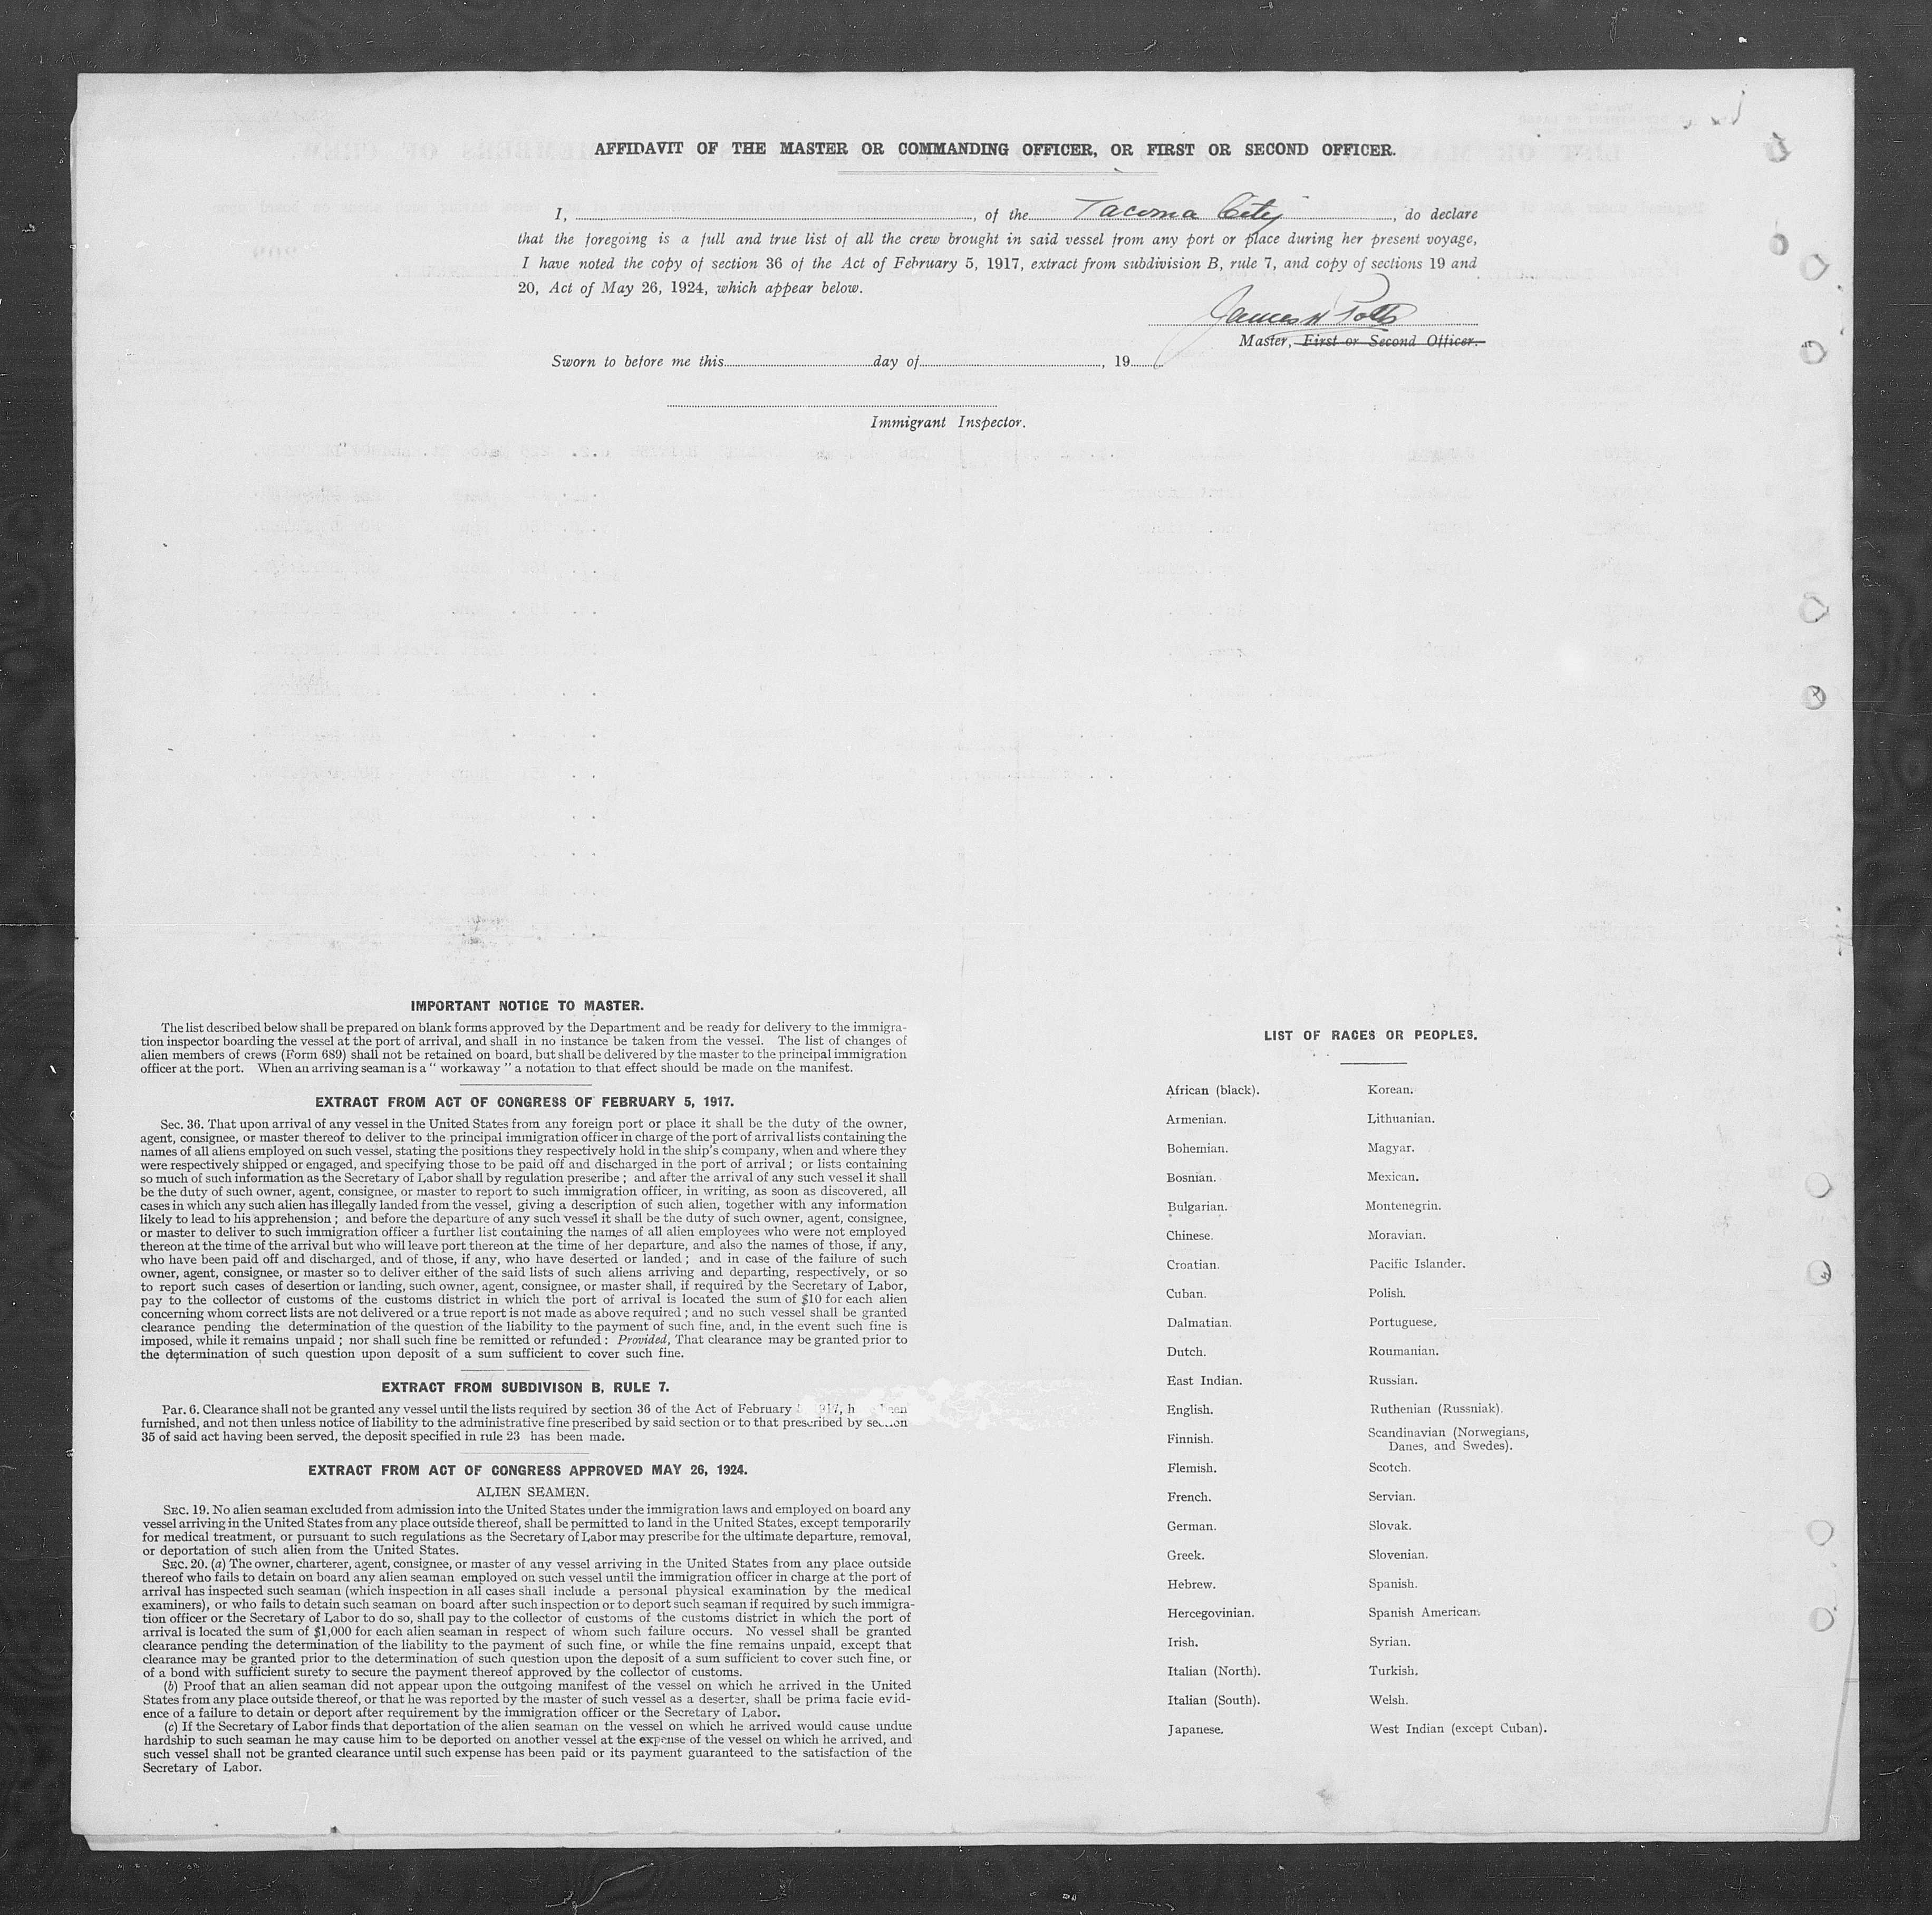 AFFIDAVIT OF THE MASTER OR COMMANDING OFFICER, OR FIRST OR SECOND OFFICER.
I, , of the Tacoma City, do declare
that the foregoing is a full and true list of all the crew brought in said vessel from any port or place during her present voyage,
I have noted the copy of section 36 of the Act of February 5, 1917, extract from subdivision B, rule 7, and copy of sections 19 and
20, Act of May 26, 1924, which appear below.
James H Potts
Master, First or Second Officer.
Sworn to before me this day of , 19
Immigrant Inspector.
IMPORTANT NOTICE TO MASTER.
The list described below shall be prepared on blank forms approved by the Department and be ready for delivery to the immigra-
tion inspector boarding the vessel at the port of arrival, and shall in no instance be taken from the vessel. The list of changes of
alien members of crews (Form 689) shall not be retained on board, but shall be delivered by the master to the principal immigration
officer at the port. When an arriving seaman is a " workaway " a notation to that effect should be made on the manifest.
EXTRACT FROM ACT OF CONGRESS OF FEBRUARY 5, 1917.
Sec. 36. That upon arrival of any vessel in the United States from any foreign port or place it shall be the duty of the owner,
agent, consignee, or master thereof to deliver to the principal immigration officer in charge of the port of arrival lists containing the
names of all aliens employed on such vessel, stating the positions they respectively hold in the ship's company, when and where they
were respectively shipped or engaged, and specifying those to be paid off and discharged in the port of arrival ; or lists containing
so much of such information as the Secretary of Labor shall by regulation prescribe ; and after the arrival of any such vessel it shall
be the duty of such owner, agent, consignee, or master to report to such immigration officer, in writing, as soon as discovered, all
cases in which any such alien has illegally landed from the vessel, giving a description of such alien, together with any information
likely to lead to his apprehension ; and before the departure of any such vessel it shall be the duty of such owner, agent, consignee,
or master to deliver to such immigration officer a further list containing the names of all alien employees who were not employed
thereon at the time of the arrival but who will leave port thereon at the time of her departure, and also the names of those, if any,
who have been paid off and discharged, and of those, if any, who have deserted or landed ; and in case of the failure of such
owner, agent, consignee, or master so to deliver either of the said lists of such aliens arriving and departing, respectively, or so
to report such cases of desertion or landing, such owner, agent, consignee, or master shall, if required by the Secretary of Labor,
pay to the collector of customs of the customs district in which the port of arrival is located the sum of $10 for each alien
concerning whom correct lists are not delivered or a true report is not made as above required ; and no such vessel shall be granted
clearance pending the determination of the question of the liability to the payment of such fine, and, in the event such fine is
imposed, while it remains unpaid ; nor shall such fine be remitted or refunded : Provided, That clearance may be granted prior to
the determination of such question upon deposit of a sum sufficient to cover such fine.
EXTRACT FROM SUBDIVISON B, RULE 7.
Par. 6. Clearance shall not be granted any vessel until the lists required by section 36 of the Act of February been
furnished, and not then unless notice of liability to the administrative fine prescribed by said section or to that prescribed by section
35 of said act having been served, the deposit specified in rule 23 has been made.
EXTRACT FROM ACT OF CONGRESS APPROVED MAY 26, 1924.
ALIEN SEAMEN.
SEC. 19. No alien seaman excluded from admission into the United States under the immigration laws and employed on board any
vessel arriving in the United States from any place outside thereof, shall be permitted to land in the United States, except temporarily
for medical treatment, or pursuant to such regulations as the Secretary of Labor may prescribe for the ultimate departure, removal,
or deportation of such alien from the United States.
SEC. 20. (a) The owner, charterer, agent, consignee, or master of any vessel arriving in the United States from any place outside
thereof who fails to detain on board any alien seaman employed on such vessel until the immigration officer in charge at the port of
arrival has inspected such seaman (which inspection in all cases shall include a personal physical examination by the medical
examiners), or who fails to detain such seaman on board after such inspection or to deport such seaman if required by such immigra-
tion officer or the Secretary of Labor to do so, shall pay to the collector of customs of the customs district in which the port of
arrival is located the sum of $1,000 for each alien seaman in respect of whom such failure occurs. No vessel shall be granted
clearance pending the determination of the liability to the payment of such fine, or while the fine remains unpaid, except that
clearance may be granted prior to the determination of such question upon the deposit of a sum sufficient to cover such fine, or
of a bond with sufficient surety to secure the payment thereof approved by the collector of customs.
(b) Proof that an alien seaman did not appear upon the outgoing manifest of the vessel on which he arrived in the United
States from any place outside thereof, or that he was reported by the master of such vessel as a deserter, shall be prima facie evid-
ence of a failure to detain or deport after requirement by the immigration officer or the Secretary of Labor.
(c) If the Secretary of Labor finds that deportation of the alien seaman on the vessel on which he arrived would cause undue
hardship to such seaman he may cause him to be deported on another vessel at the expense of the vessel on which he arrived, and
such vessel shall not be granted clearance until such expense has been paid or its payment guaranteed to the satisfaction of the
Secretary of Labor.
LIST OF RACES OR PEOPLES.
African (black).
Armenian.
Bohemian.
Bosnian.
Bulgarian.
Chinese.
Croatian.
Cuban.
Dalmatian.
Dutch.
East Indian.
English.
Finnish.
Flemish.
French.
German.
Greek.
Hebrew.
Hercegovinian.
Irish.
Italian (North).
Italian (South).
Japanese.
Korean.
Lithuanian.
Magyar.
Mexican.
Montenegrin.
Moravian.
Pacific Islander.
Polish.
Portuguese.
Roumanian.
Russian.
Ruthenian (Russniak).
Scandinavian (Norwegians,
Danes, and Swedes).
Scotch.
Servian.
Slovak.
Slovenian.
Spanish.
Spanish American.
Syrian.
Turkish.
Welsh.
West Indian (except Cuban).